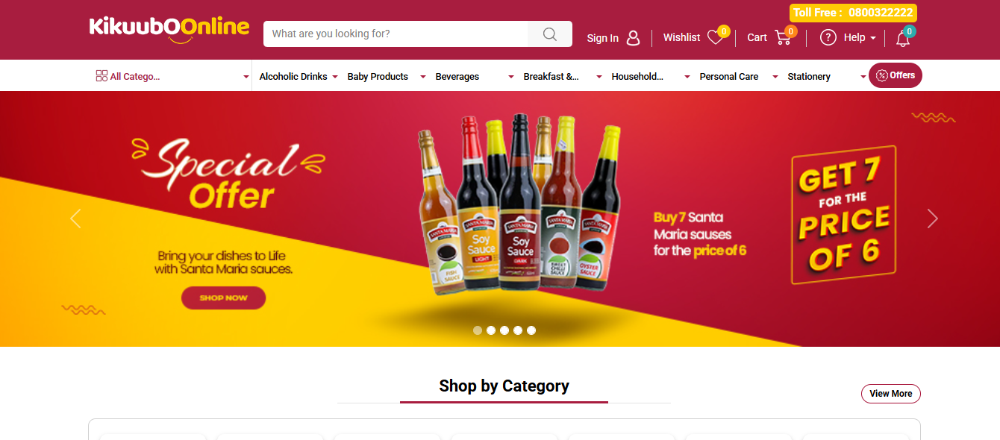 Toll Free : 0800322222
KikuubOOnline
What are you looking for?
Sign In
Wishlist
0
Cart
0
Help
0
All Catego...
Alcoholic Drinks
Baby Products
Beverages
Breakfast &...
Household...
Personal Care
Stationery
Offers
Special
Offer
Bring your dishes to Life
with Santa Maria sauces.
SHOP NOW
SANTA MARIA
FISH
SAUCE
SANTA MARIA
Soy
Sauce
LIGHT
SANTA MARIA
Soy
Sauce
DARK
SANTA MARIA
SWEET
CHILLI
SAUCE
SANTA MARIA
OYSTER
SAUCE
Buy 7 Santa
Maria sauses
for the price of 6
GET 7
FOR THE
PRICE
OF 6
Shop by Category
View More